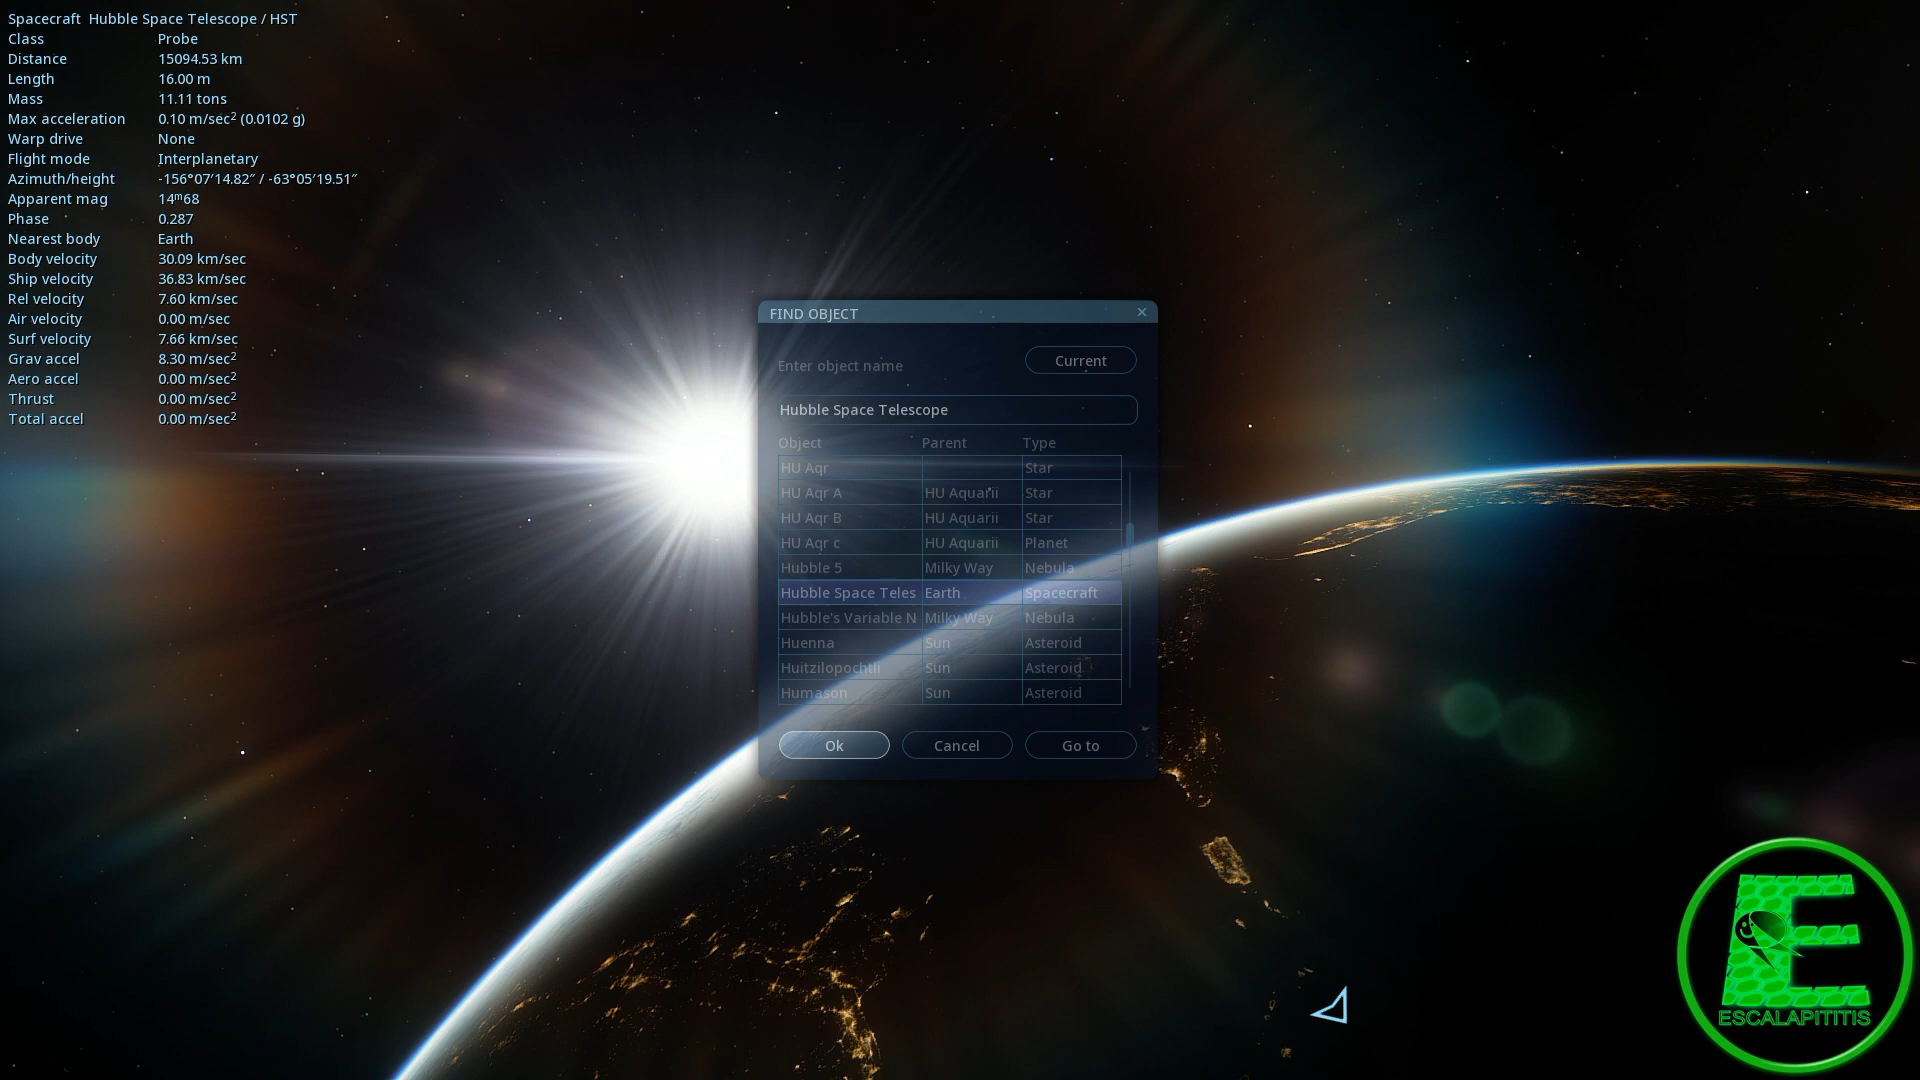 Spacecraft Hubble Space Telescope / HST
Class Probe
Distance 15094.53 km
Length 16.00 m
Mass 11.11 tons
Max acceleration 0.10 m/sec² (0.0102 g)
Warp drive None
Flight mode Interplanetary
Azimuth/height -156°07′14.82″ / -63°05′19.51″
Apparent mag 14ᵐ68
Phase 0.287
Nearest body Earth
Body velocity 30.09 km/sec
Ship velocity 36.83 km/sec
Rel velocity 7.60 km/sec
Air velocity 0.00 m/sec
Surf velocity 7.66 km/sec
Grav accel 8.30 m/sec²
Aero accel 0.00 m/sec²
Thrust 0.00 m/sec²
Total accel 0.00 m/sec²
FIND OBJECT
Enter object name Current
Hubble Space Telescope
Object Parent Type
HU Aqr Star
HU Aqr A HU Aquarii Star
HU Aqr B HU Aquarii Star
HU Aqr c HU Aquarii Planet
Hubble 5 Milky Way Nebula
Hubble Space Teles Earth Spacecraft
Hubble's Variable N Milky Way Nebula
Huenna Sun Asteroid
Huitzilopochtli Sun Asteroid
Humason Sun Asteroid
Ok Cancel Go to
E
ESCALAPITITIS